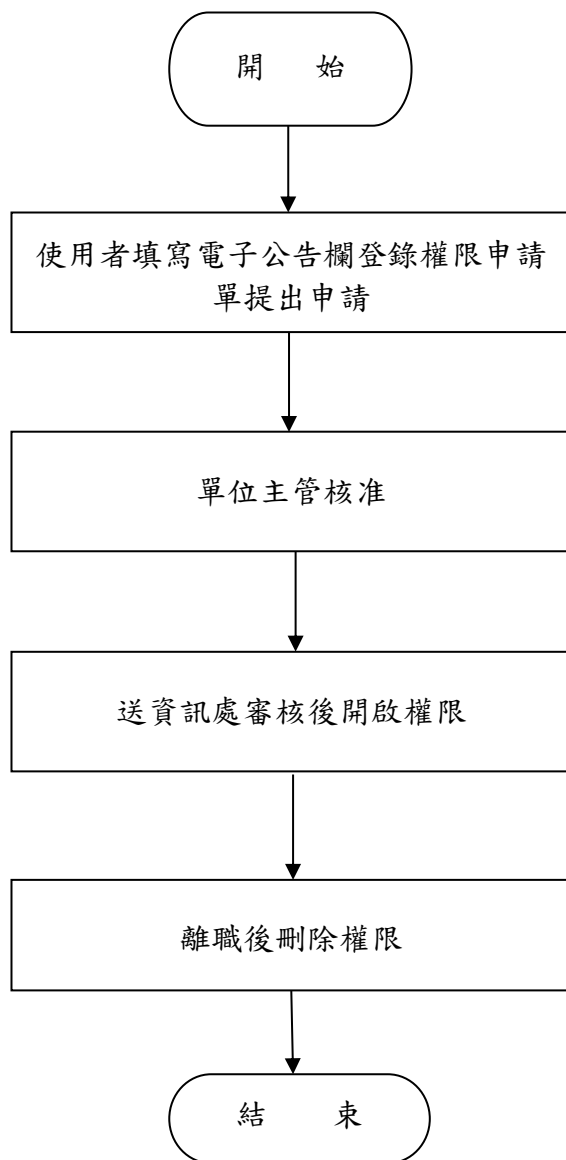 開 始
使用者填寫電子公告欄登錄權限申請
單提出申請
單位主管核准
送資訊處審核後開啟權限
離職後刪除權限
結 束